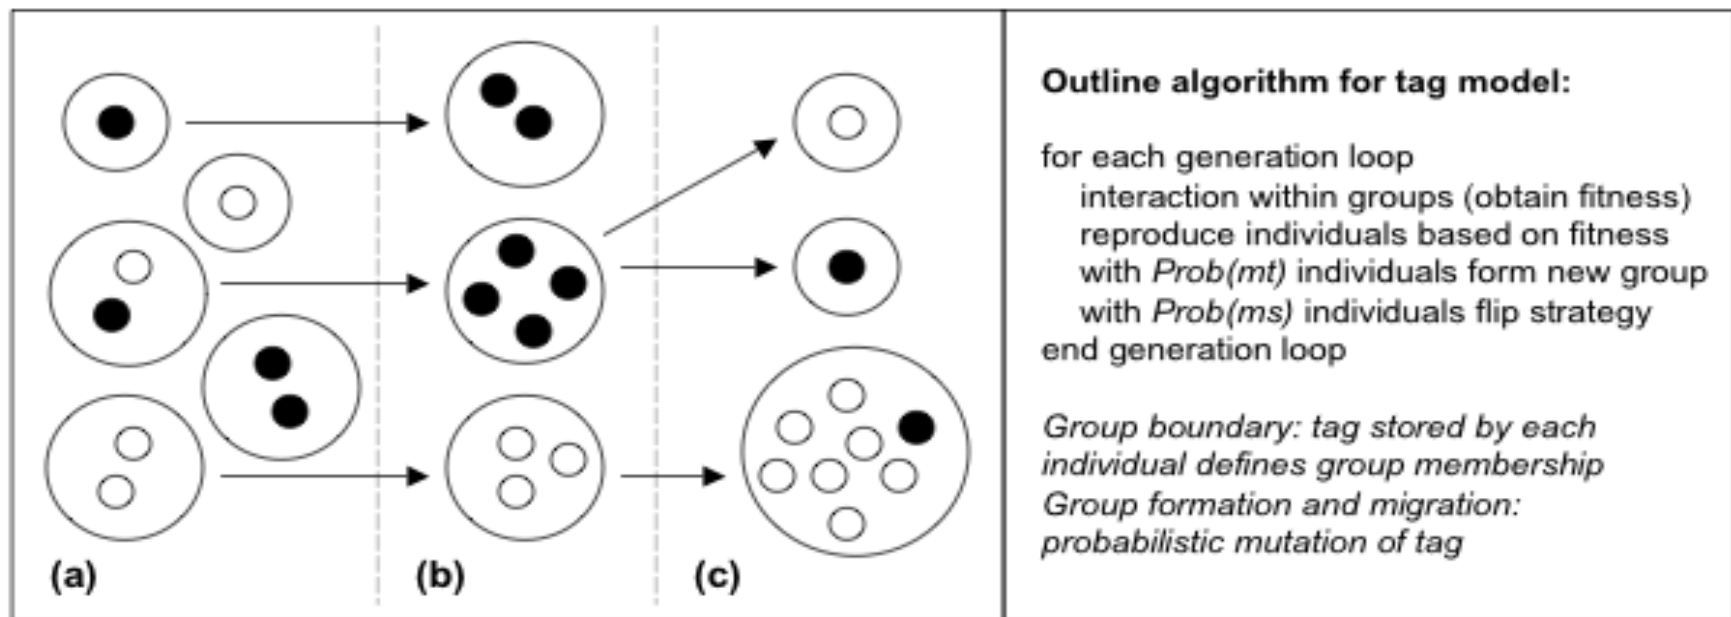 (a)
(b)
(c)
Outline algorithm for tag model:
for each generation loop
interaction within groups (obtain fitness)
reproduce individuals based on fitness
with Prob(mt) individuals form new group
with Prob(ms) individuals flip strategy
end generation loop
Group boundary: tag stored by each
individual defines group membership
Group formation and migration:
probabilistic mutation of tag